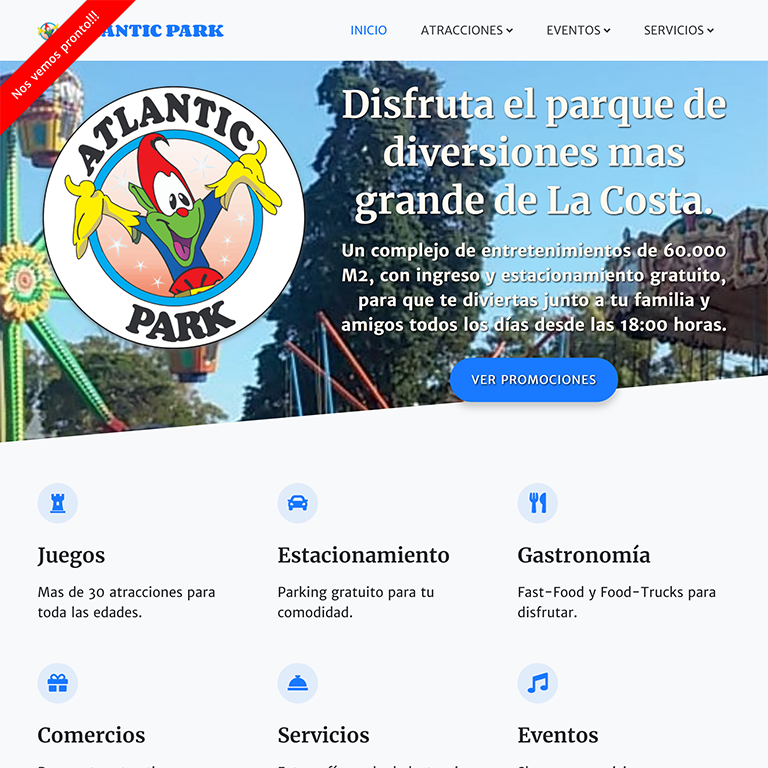 Nos vemos pronto!!!
ATLANTIC PARK
INICIO
ATRACCIONES
EVENTOS
SERVICIOS
ATLANTIC
PARK
Disfruta el parque de
diversiones mas
grande de La Costa.
Un complejo de entretenimientos de 60.000
M2, con ingreso y estacionamiento gratuito,
para que te diviertas junto a tu familia y
amigos todos los días desde las 18:00 horas.
VER PROMOCIONES
Juegos
Mas de 30 atracciones para
toda las edades.
Estacionamiento
Parking gratuito para tu
comodidad.
Gastronomía
Fast-Food y Food-Trucks para
disfrutar.
Comercios
Servicios
Eventos